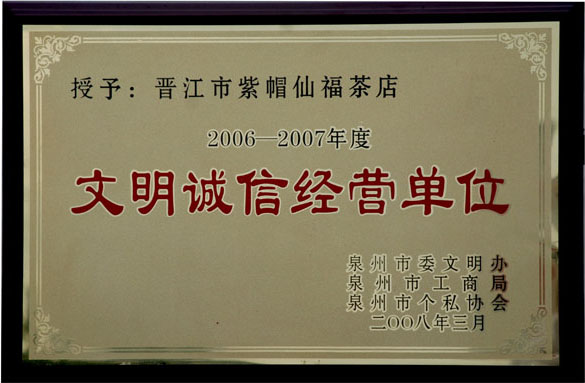 授予：晋江市紫帽仙福茶店
2006—2007年度
文明诚信经营单位
泉州市委文明办
泉州市工商局
泉州市个私协会
二〇〇八年三月